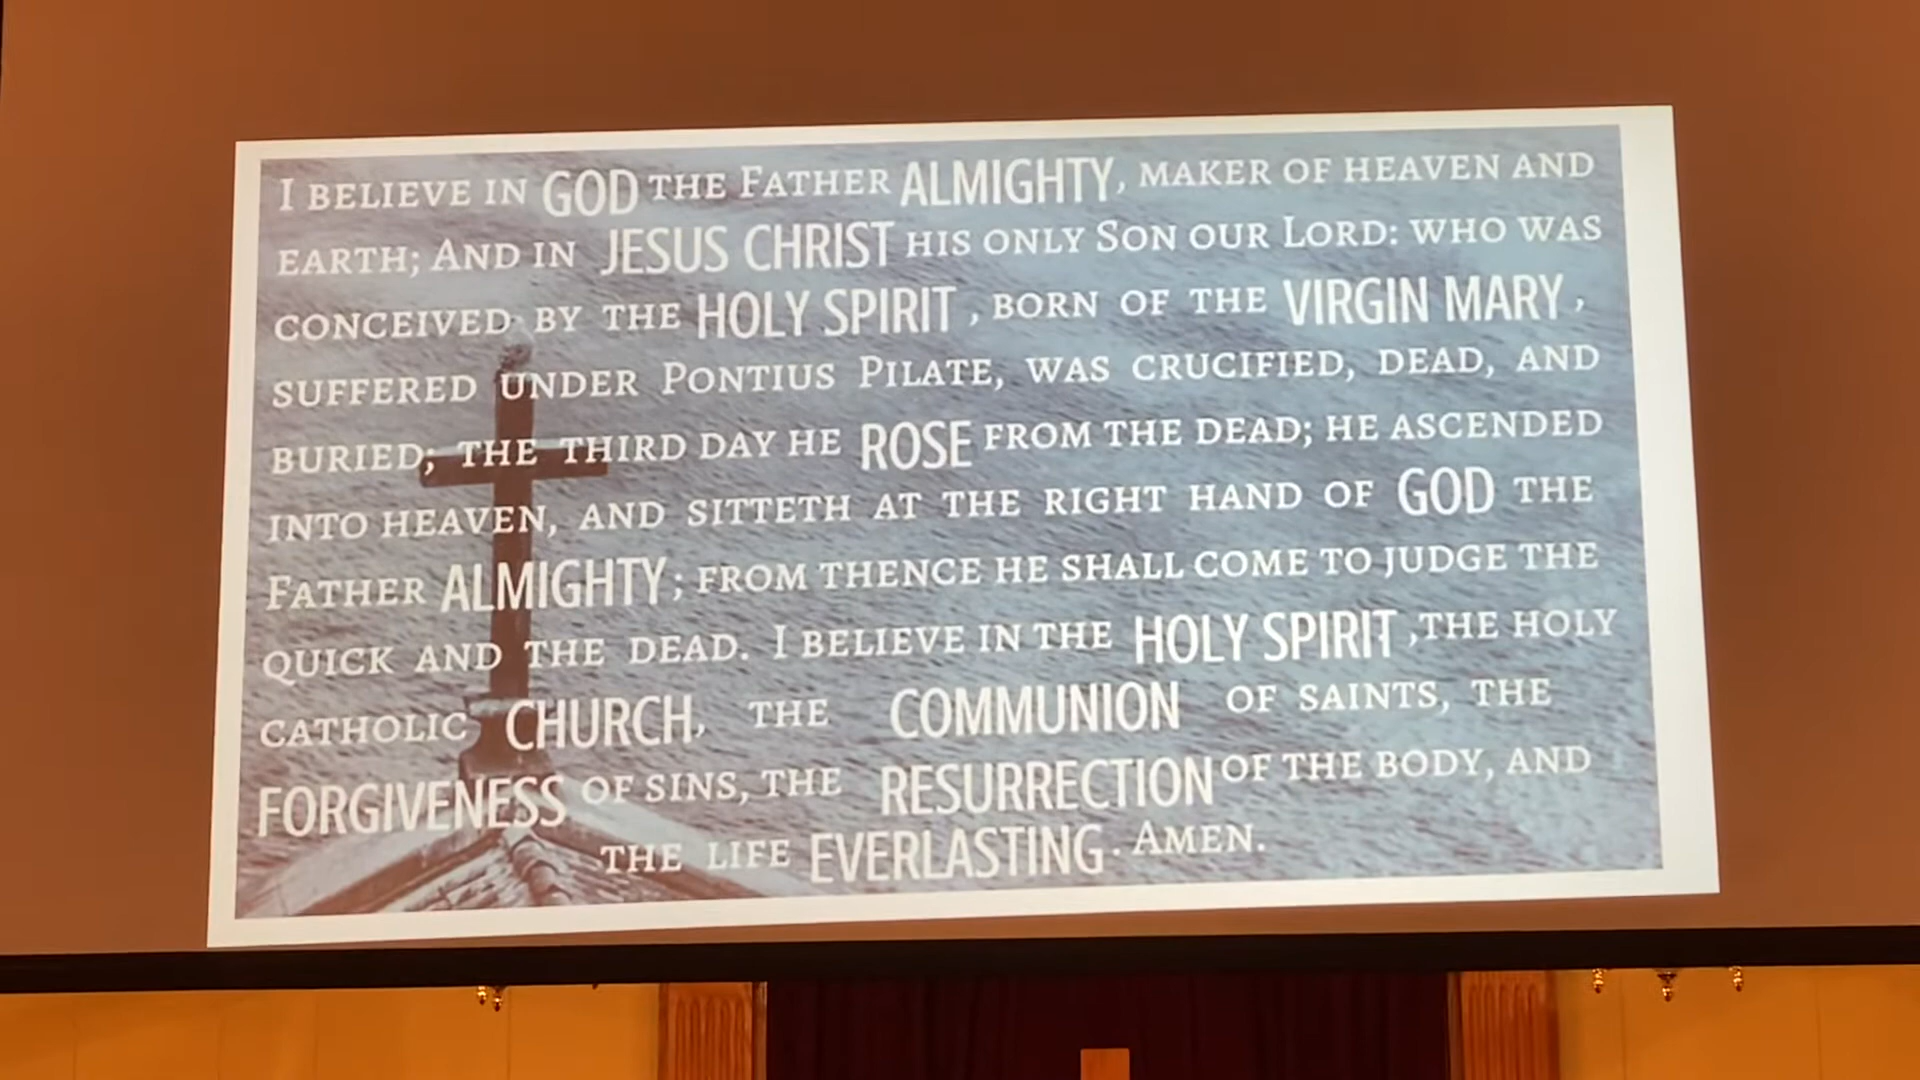 I BELIEVE IN GOD THE FATHER ALMIGHTY, MAKER OF HEAVEN AND
EARTH; AND IN JESUS CHRIST HIS ONLY SON OUR LORD: WHO WAS
CONCEIVED BY THE HOLY SPIRIT , BORN OF THE VIRGIN MARY ,
SUFFERED UNDER PONTIUS PILATE, WAS CRUCIFIED, DEAD, AND
BURIED; THE THIRD DAY HE ROSE FROM THE DEAD; HE ASCENDED
INTO HEAVEN, AND SITTETH AT THE RIGHT HAND OF GOD THE
FATHER ALMIGHTY ; FROM THENCE HE SHALL COME TO JUDGE THE
QUICK AND THE DEAD. I BELIEVE IN THE HOLY SPIRIT ,THE HOLY
CATHOLIC CHURCH, THE COMMUNION OF SAINTS, THE
FORGIVENESS OF SINS, THE RESURRECTION OF THE BODY, AND
THE LIFE EVERLASTING . AMEN.